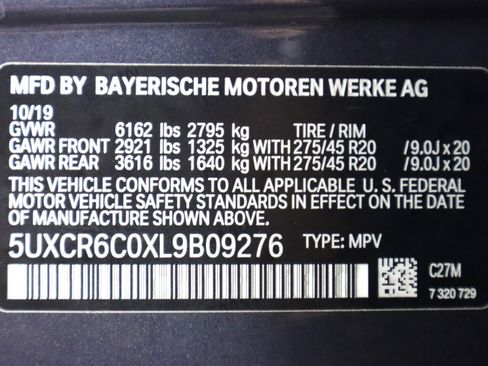 MFD BY BAYERISCHE MOTOREN WERKE AG
10/19
GVWR 6162 lbs 2795 kg TIRE / RIM
GAWR FRONT 2921 lbs 1325 kg WITH 275/45 R20 /9.0J x 20
GAWR REAR 3616 lbs 1640 kg WITH 275/45 R20 /9.0J x 20
THIS VEHICLE CONFORMS TO ALL APPLICABLE U. S. FEDERAL
MOTOR VEHICLE SAFETY STANDARDS IN EFFECT ON THE DATE
OF MANUFACTURE SHOWN ABOVE.
5UXCR6C0XL9B09276 TYPE: MPV
C27M
7 320 729